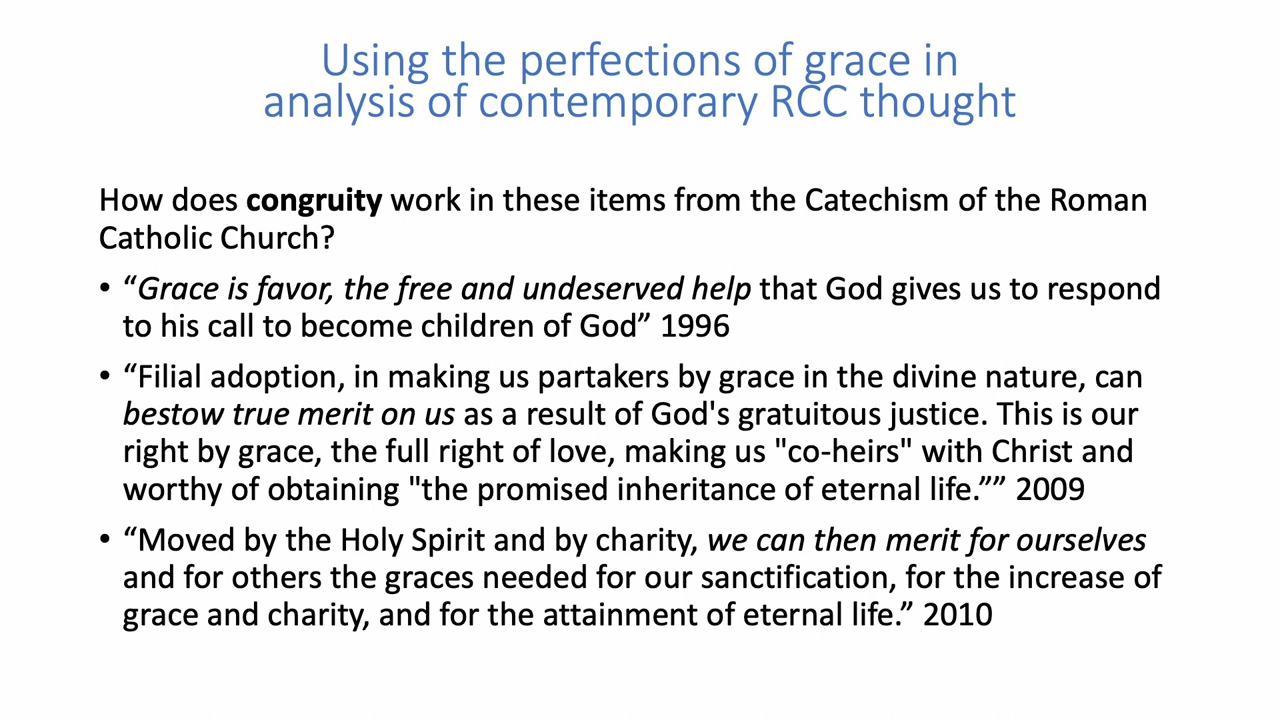 Using the perfections of grace in
analysis of contemporary RCC thought
How does congruity work in these items from the Catechism of the Roman
Catholic Church?
• “Grace is favor, the free and undeserved help that God gives us to respond
to his call to become children of God” 1996
• “Filial adoption, in making us partakers by grace in the divine nature, can
bestow true merit on us as a result of God's gratuitous justice. This is our
right by grace, the full right of love, making us "co-heirs" with Christ and
worthy of obtaining "the promised inheritance of eternal life.”” 2009
• “Moved by the Holy Spirit and by charity, we can then merit for ourselves
and for others the graces needed for our sanctification, for the increase of
grace and charity, and for the attainment of eternal life.” 2010